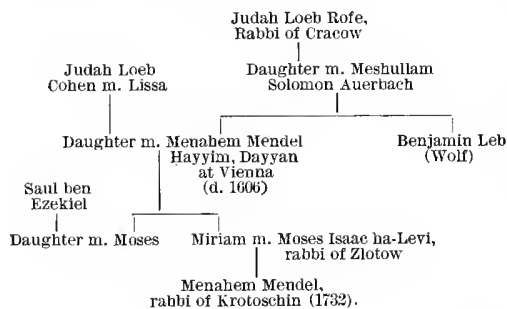 Judah Loeb Rofe,
Rabbi of Cracow
Judah Loeb
Cohen m. Lissa
Daughter m. Meshullam
Solomon Auerbach
Daughter m. Menahem Mendel
Hayyim, Dayyan
at Vienna
(d. 1606)
Benjamin Leb
(Wolf)
Saul ben
Ezekiel
Daughter m. Moses
Miriam m. Moses Isaac ha-Levi,
rabbi of Zlotow
Menahem Mendel,
rabbi of Krotoschin (1732).